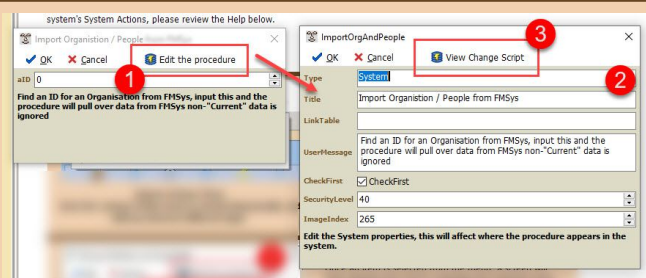 system's System Actions, please review the Help below.
Import Organistion / People
OK Cancel Edit the procedure
aID 0
1
Find an ID for an Organisation from FMSys, input this and the
procedure will pull over data from FMSys non-"Current" data is
ignored
3
ImportOrgAndPeople
OK Cancel View Change Script
2
Type System
Title Import Organistion / People from FMSys
LinkTable
UserMessage Find an ID for an Organisation from FMSys, input this and the
procedure will pull over data from FMSys non-"Current" data is
ignored
CheckFirst CheckFirst
SecurityLevel 40
ImageIndex 265
Edit the System properties, this will affect where the procedure appears in the
system.